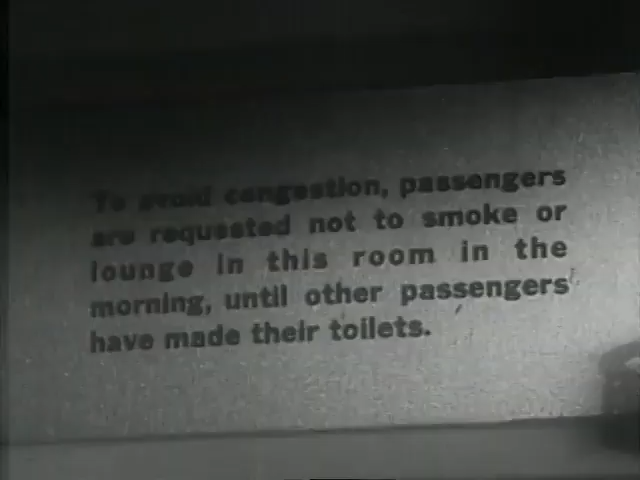 To avoid congestion, passengers
are requested not to smoke or
lounge in this room in the
morning, until other passengers
have made their toilets.